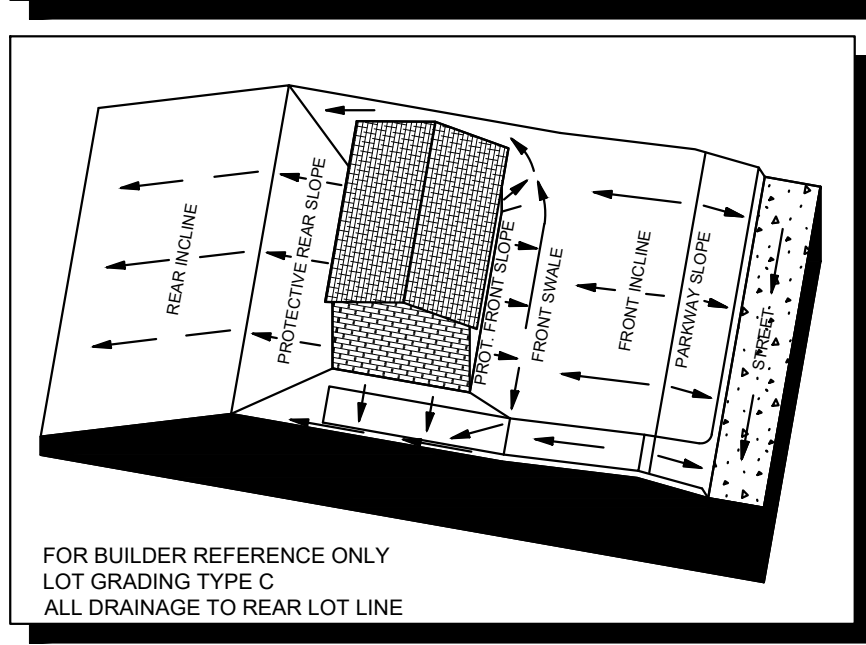 REAR INCLINE
PROTECTIVE REAR SLOPE
PROT. FRONT SLOPE
FRONT SWALE
FRONT INCLINE
PARKWAY SLOPE
STREET
FOR BUILDER REFERENCE ONLY
LOT GRADING TYPE C
ALL DRAINAGE TO REAR LOT LINE